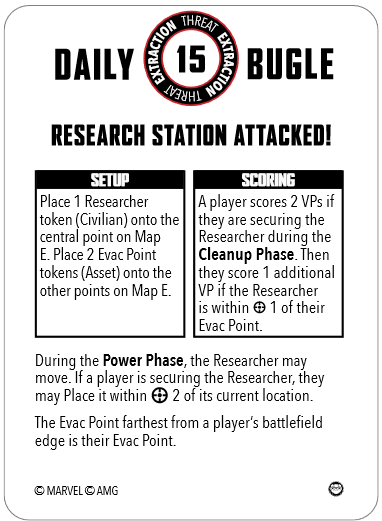 DAILY BUGLE
EXTRACTION THREAT EXTRACTION THREAT
15
RESEARCH STATION ATTACKED!
SETUP
Place 1 Researcher
token (Civilian) onto the
central point on Map
E. Place 2 Evac Point
tokens (Asset) onto the
other points on Map E.
SCORING
A player scores 2 VPs if
they are securing the
Researcher during the
Cleanup Phase. Then
they score 1 additional
VP if the Researcher
is within 1 of their
Evac Point.
During the Power Phase, the Researcher may
move. If a player is securing the Researcher, they
may Place it within 2 of its current location.
The Evac Point farthest from a player's battlefield
edge is their Evac Point.
© MARVEL © AMG